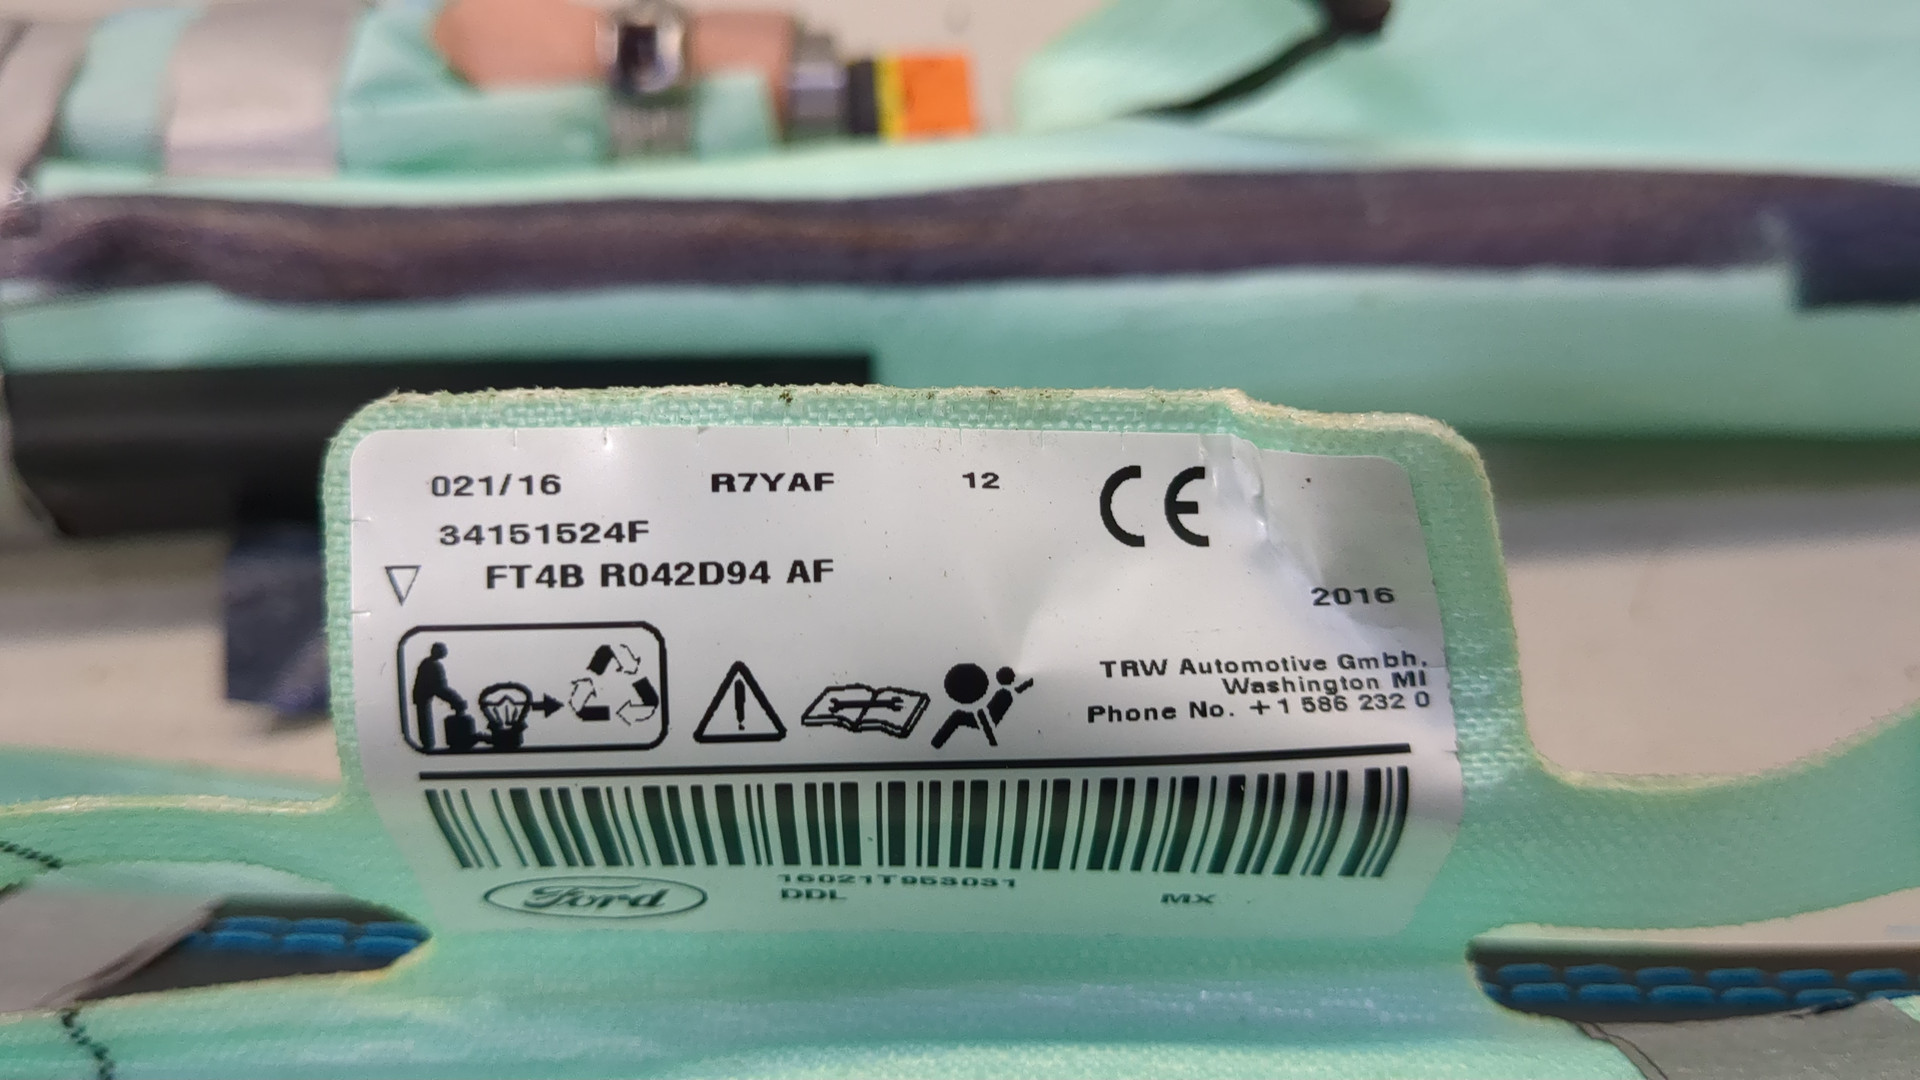 021/16 R7YAF 12 CE
34151524F
FT4B R042D94 AF
2016
TRW Automotive Gmbh.
Washington MI
Phone No. +1 586 232 0
16021T953031
Ford DDL MX